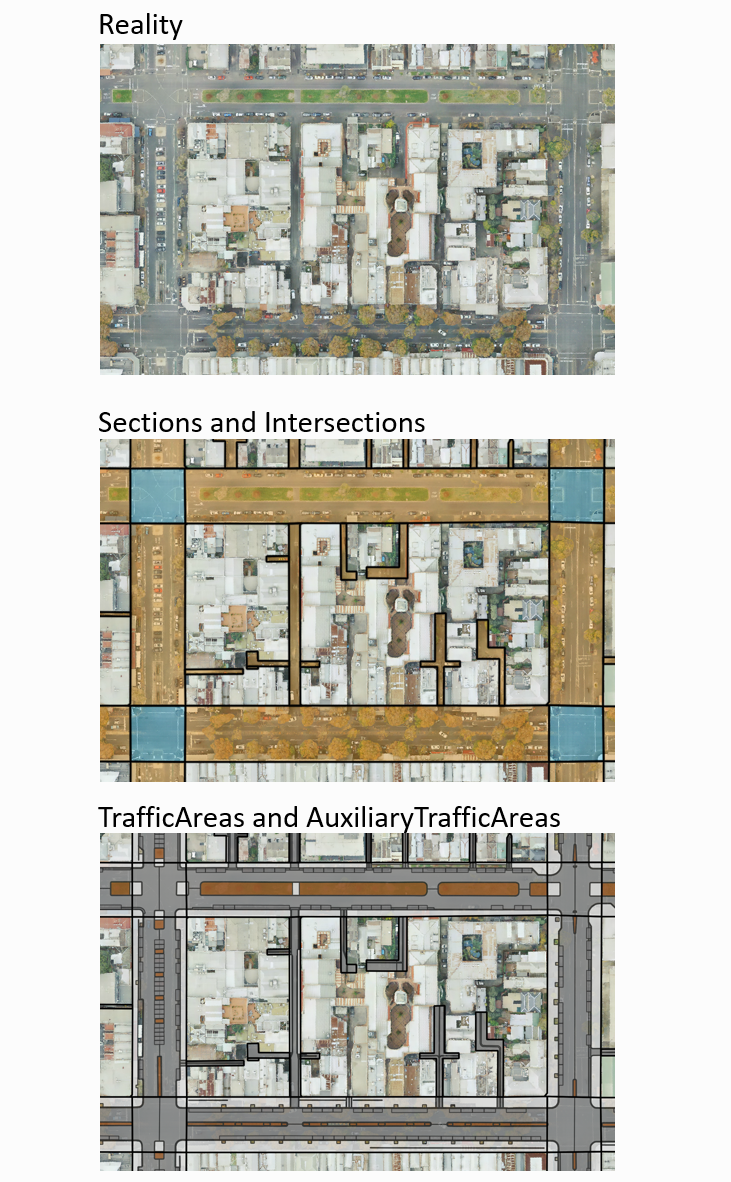 Reality
Sections and Intersections
TrafficAreas and AuxiliaryTrafficAreas